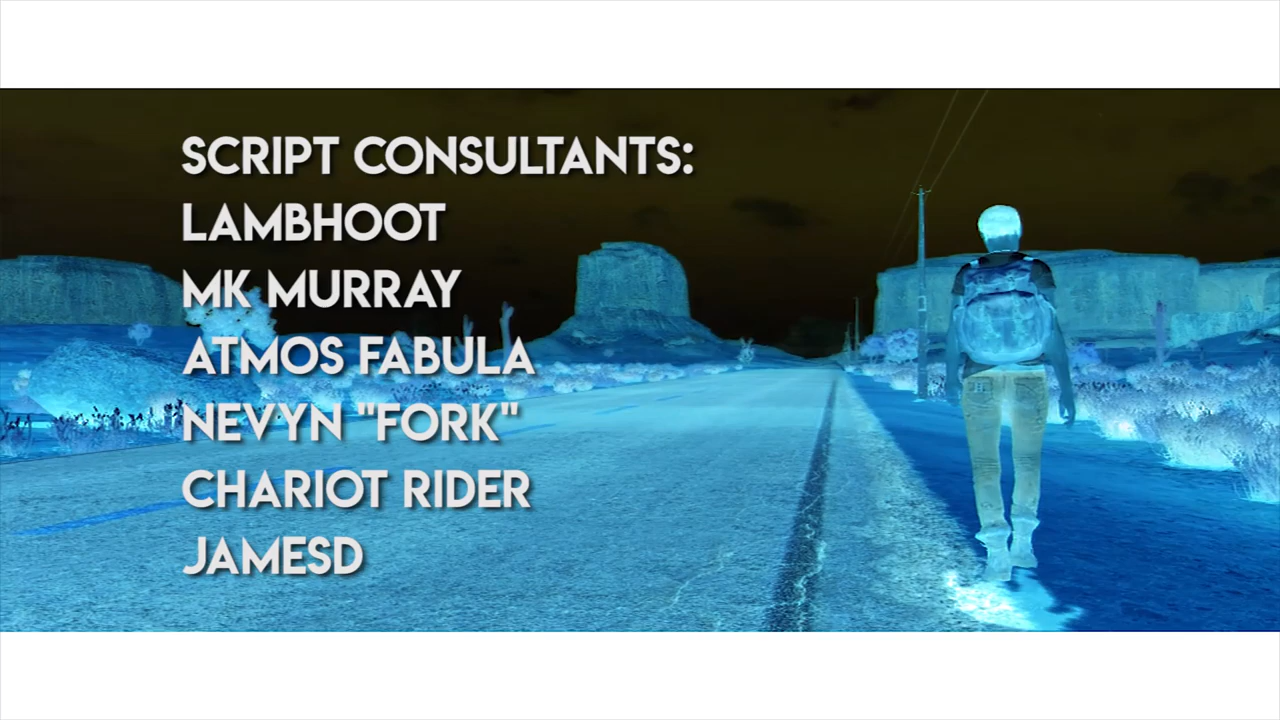 SCRIPT CONSULTANTS:
LAMBHOOT
MK MURRAY
ATMOS FABULA
NEVYN "FORK"
CHARIOT RIDER
JAMESD